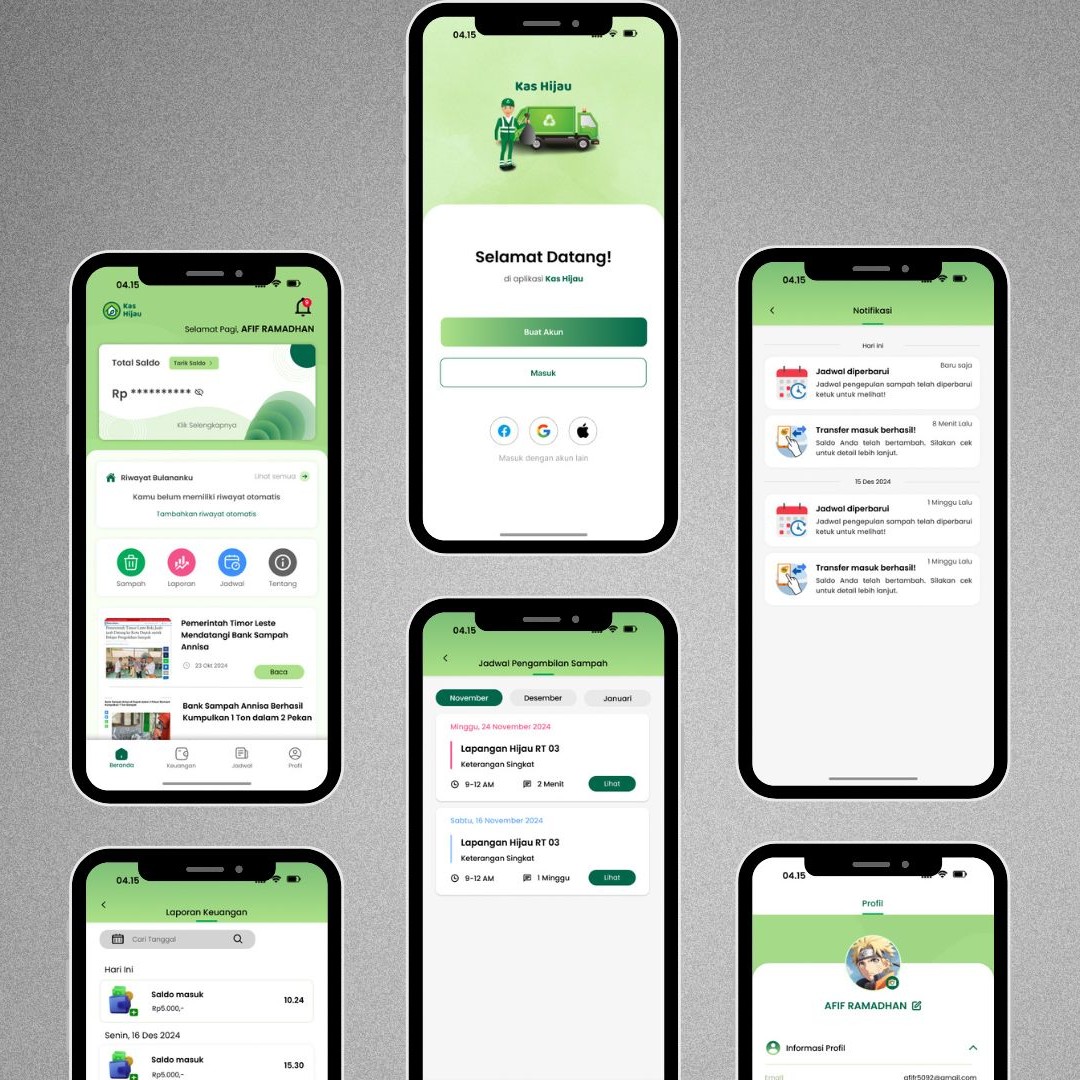 04.15
Kas Hijau
Selamat Datang!
di aplikasi Kas Hijau
Buat Akun
Masuk
Masuk dengan akun lain
04.15
Kas
Hijau
Selamat Pagi, AFIF RAMADHAN
Total Saldo
Tarik Saldo >
Rp **********
Klik Selengkapnya
Riwayat Bulananku
Lihat semua
Kamu belum memiliki riwayat otomatis
Tambahkan riwayat otomatis
Sampah Laporan Jadwal Tentang
Pemerintah Timor Leste
Mendatangi Bank Sampah
Annisa
23 Okt 2024
Baca
Bank Sampah Annisa Berhasil
Kumpulkan 1 Ton dalam 2 Pekan
Beranda Keuangan Jadwal Profil
04.15
Notifikasi
Hari ini
Baru saja
Jadwal diperbarui
Jadwal pengepulan sampah telah diperbarui
ketuk untuk melihat!
8 Menit Lalu
Transfer masuk berhasil!
Saldo Anda telah bertambah. Silakan cek
untuk detail lebih lanjut.
15 Des 2024
1 Minggu Lalu
Jadwal diperbarui
Jadwal pengepulan sampah telah diperbarui
ketuk untuk melihat!
1 Minggu Lalu
Transfer masuk berhasil!
Saldo Anda telah bertambah. Silakan cek
untuk detail lebih lanjut.
04.15
Jadwal Pengambilan Sampah
November Desember Januari
Minggu, 24 November 2024
Lapangan Hijau RT 03
Keterangan Singkat
9-12 AM 2 Menit Lihat
Sabtu, 16 November 2024
Lapangan Hijau RT 03
Keterangan Singkat
9-12 AM 1 Minggu Lihat
04.15
Laporan Keuangan
Cari Tanggal
Hari Ini
Saldo masuk
Rp5.000,-
10.24
Senin, 16 Des 2024
Saldo masuk
Rp5.000,-
15.30
04.15
Profil
AFIF RAMADHAN
Informasi Profil
Email afifr5092@gmail.com